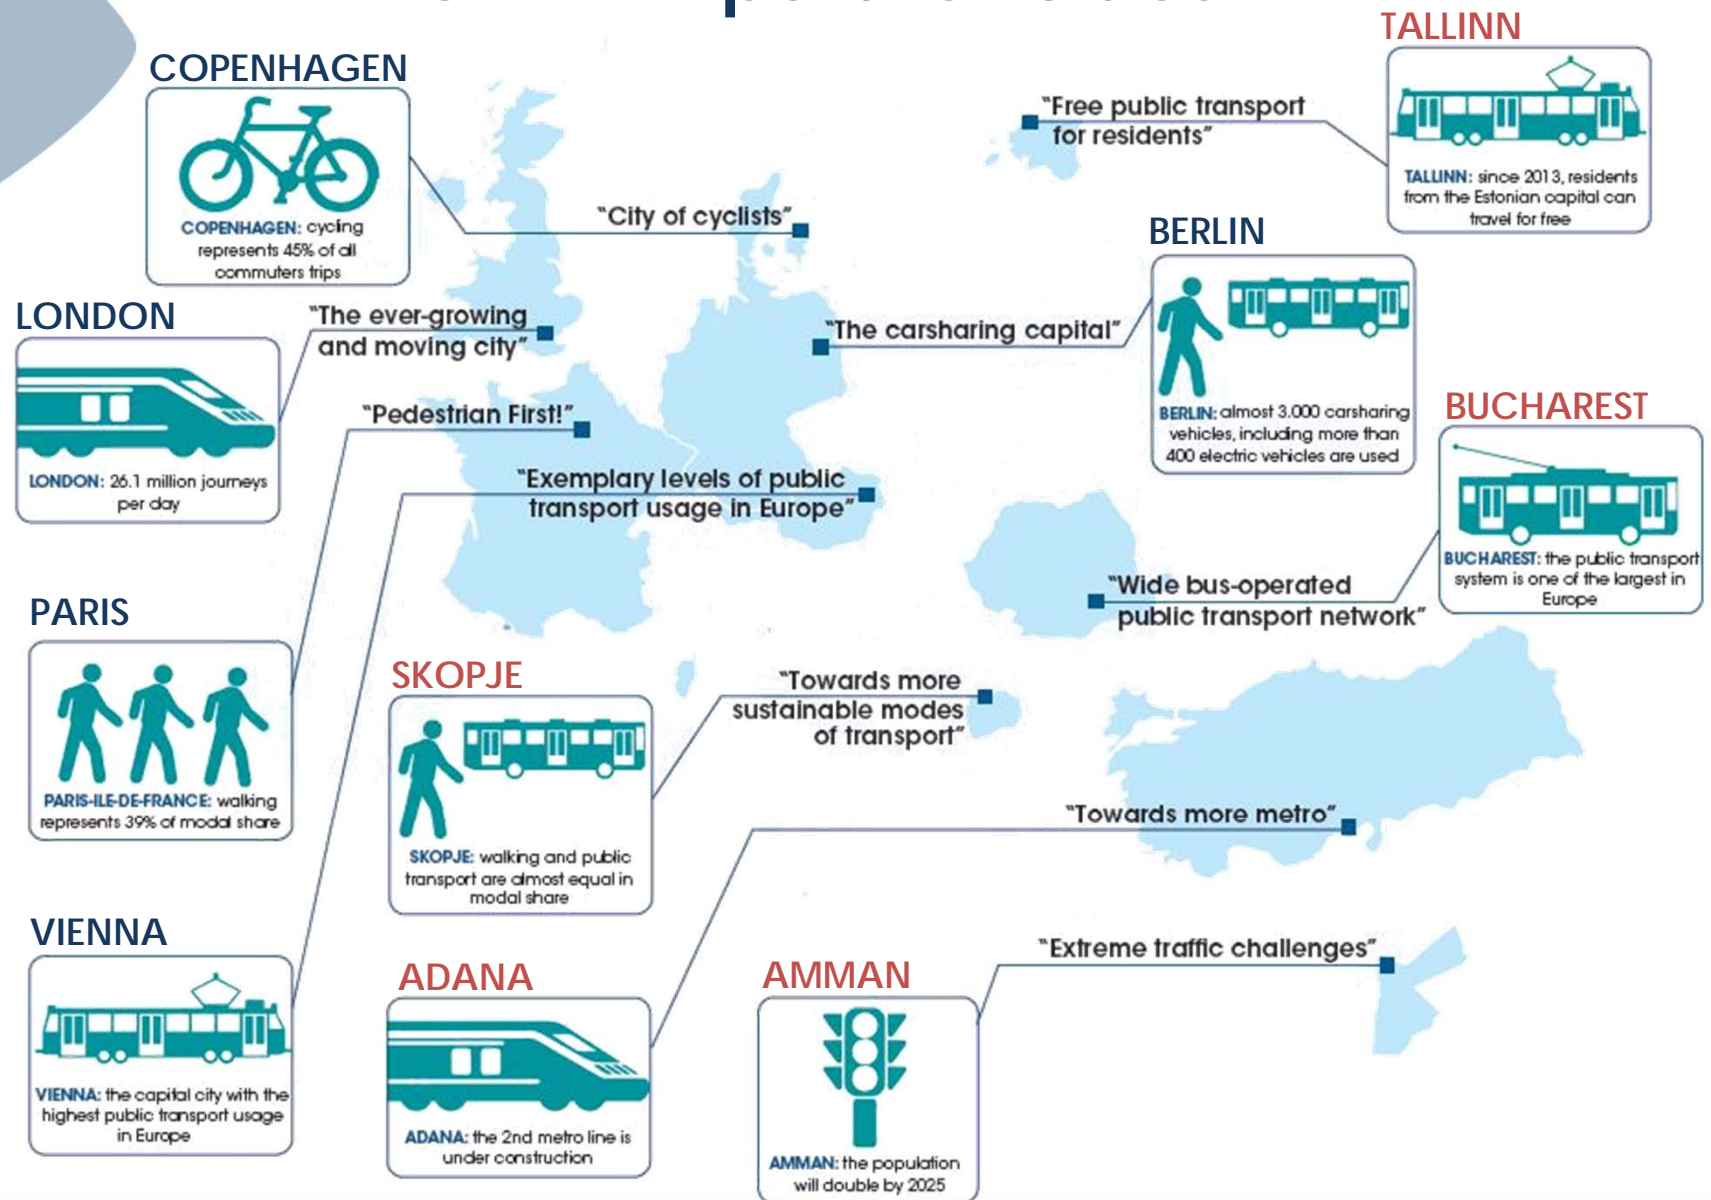 COPENHAGEN
COPENHAGEN: cycling
represents 45% of all
commuters trips
"City of cyclists"
TALLINN
"Free public transport
for residents"
TALLINN: since 2013, residents
from the Estonian capital can
travel for free
LONDON
"The ever-growing
and moving city"
LONDON: 26.1 million journeys
per day
BERLIN
"The carsharing capital"
BERLIN: almost 3.000 carsharing
vehicles, including more than
400 electric vehicles are used
PARIS
"Pedestrian First!"
PARIS-ILE-DE-FRANCE: walking
represents 39% of modal share
BUCHAREST
"Wide bus-operated
public transport network"
BUCHAREST: the public transport
system is one of the largest in
Europe
VIENNA
"Exemplary levels of public
transport usage in Europe"
VIENNA: the capital city with the
highest public transport usage
in Europe
SKOPJE
"Towards more
sustainable modes
of transport"
SKOPJE: walking and public
transport are almost equal in
modal share
ADANA
"Towards more metro"
ADANA: the 2nd metro line is
under construction
AMMAN
"Extreme traffic challenges"
AMMAN: the population
will double by 2025